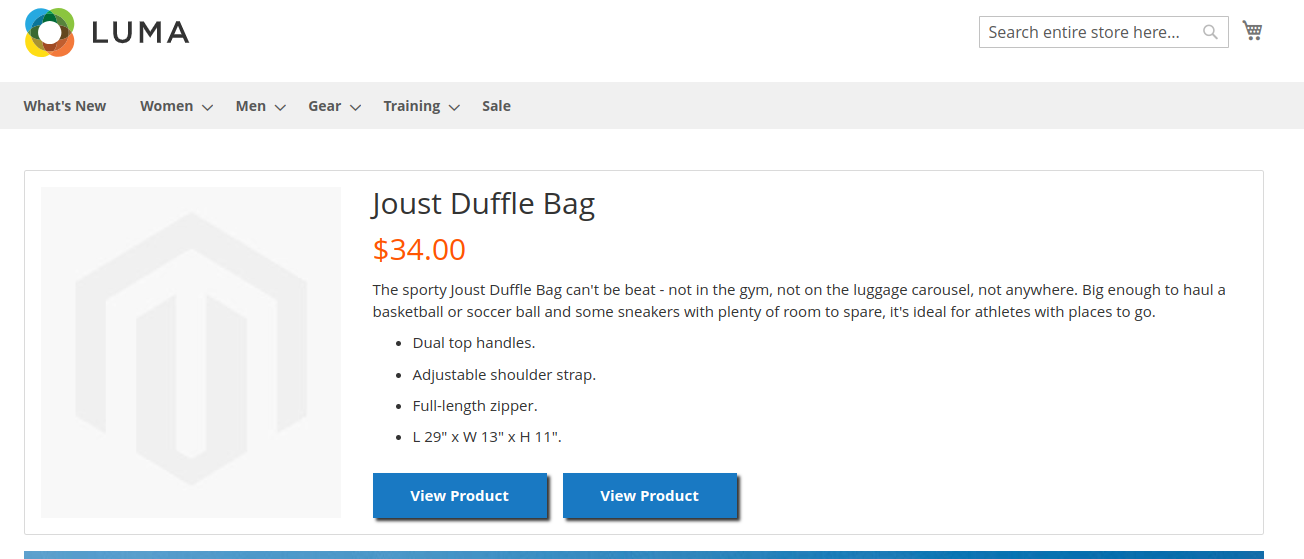 LUMA
Search entire store here...
What's New Women Men Gear Training Sale
Joust Duffle Bag
$34.00
The sporty Joust Duffle Bag can't be beat - not in the gym, not on the luggage carousel, not anywhere. Big enough to haul a
basketball or soccer ball and some sneakers with plenty of room to spare, it's ideal for athletes with places to go.
Dual top handles.
Adjustable shoulder strap.
Full-length zipper.
L 29" x W 13" x H 11".
View Product View Product